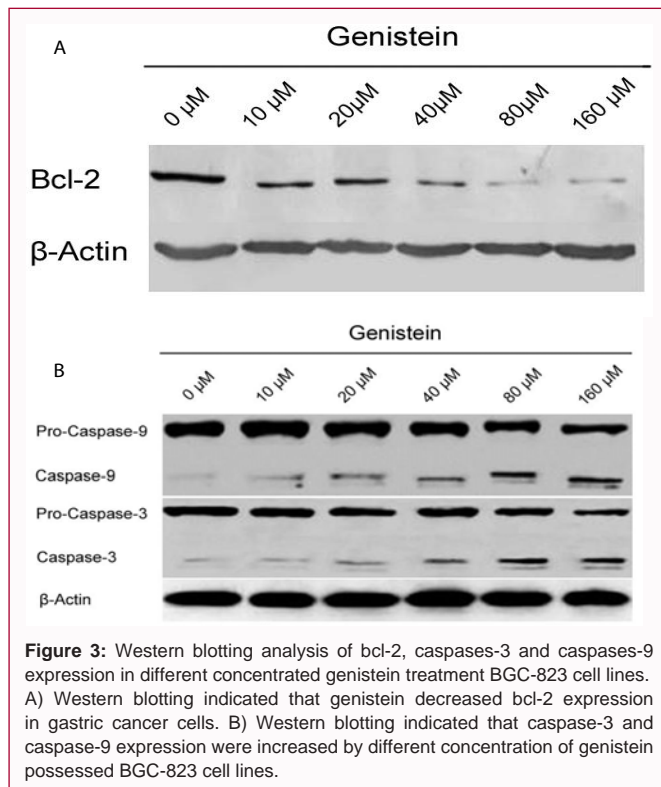 A
Genistein
0 µM 10 µM 20µM 40µM 80µM 160 µM
Bcl-2
β-Actin
Genistein
B
0 µM 10 µM 20 µM 40 µM 80 µM 160 µM
Pro-Caspase-9
Caspase-9
Pro-Caspase-3
Caspase-3
β-Actin
Figure 3: Western blotting analysis of bcl-2, caspases-3 and caspases-9
expression in different concentrated genistein treatment BGC-823 cell lines.
A) Western blotting indicated that genistein decreased bcl-2 expression
in gastric cancer cells. B) Western blotting indicated that caspase-3 and
caspase-9 expression were increased by different concentration of genistein
possessed BGC-823 cell lines.